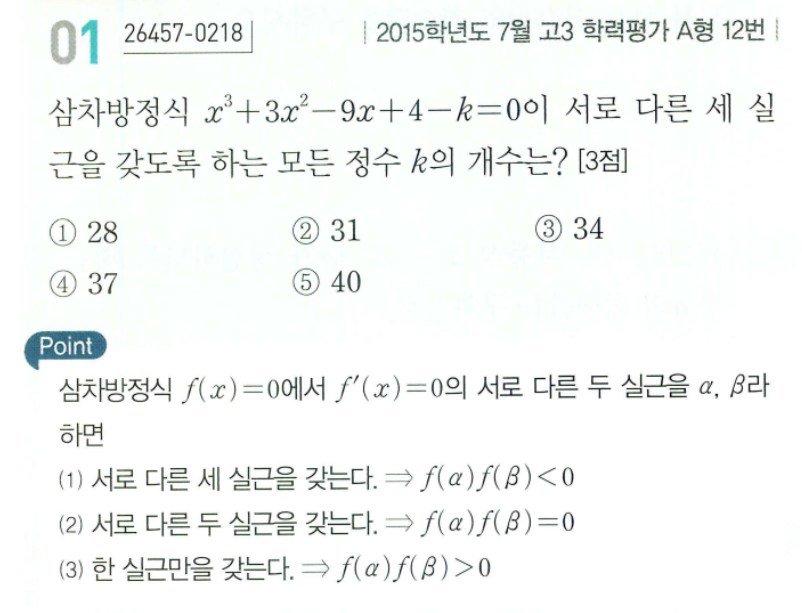 01 26457-0218 | 2015학년도 7월 고3 학력평가 A형 12번 |
삼차방정식 x³+3x²-9x+4-k=0이 서로 다른 세 실
근을 갖도록 하는 모든 정수 k의 개수는? [3점]
① 28 ② 31 ③ 34
④ 37 ⑤ 40
Point
삼차방정식 f(x)=0에서 f′(x)=0의 서로 다른 두 실근을 α, β라
하면
(1) 서로 다른 세 실근을 갖는다. ⇒ f(α)f(β)<0
(2) 서로 다른 두 실근을 갖는다. ⇒ f(α)f(β)=0
(3) 한 실근만을 갖는다. ⇒ f(α)f(β)>0